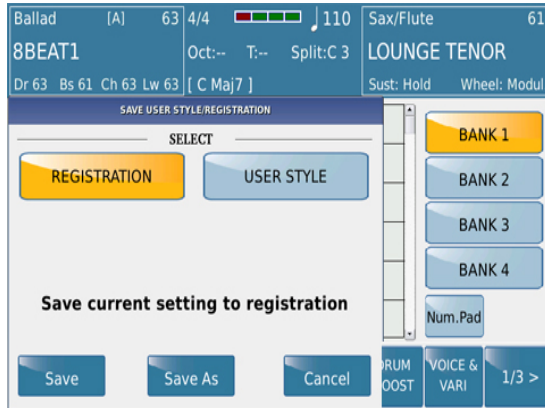 Ballad [A] 63 4/4 110 Sax/Flute 61
8BEAT1 Oct:-- T:-- Split:C 3 LOUNGE TENOR
Dr 63 Bs 61 Ch 63 Lw 63 [ C Maj7 ] Sust: Hold Wheel: Modul
SAVE USER STYLE/REGISTRATION
SELECT
REGISTRATION USER STYLE
Save current setting to registration
Save Save As Cancel
BANK 1
BANK 2
BANK 3
BANK 4
Num.Pad
RUM
OOST
VOICE &
VARI
1/3 >